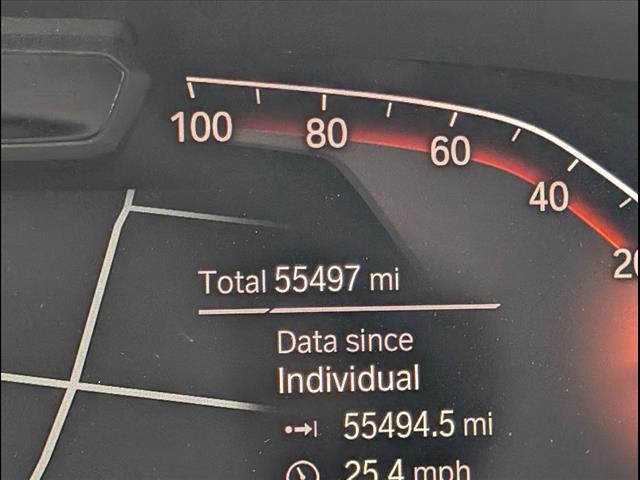 100 80 60 40
Total 55497 mi
Data since
Individual
55494.5 mi
25.4 mph